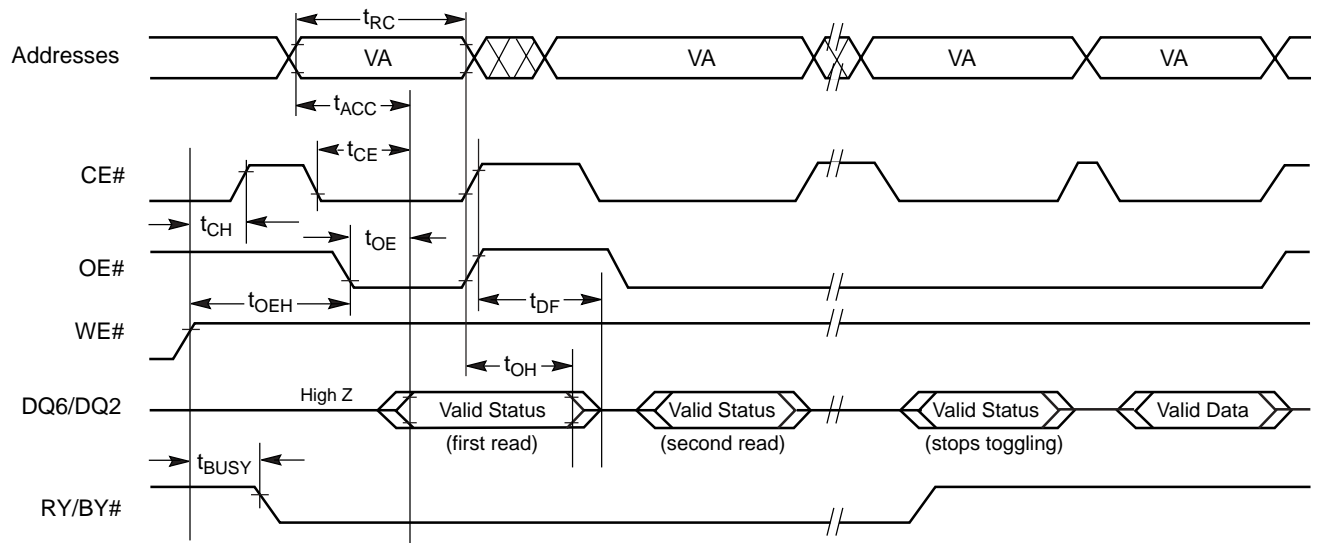 tRC
Addresses VA VA VA VA
tACC
tCE
CE#
tCH
tOE
OE#
tOEH
tDF
WE#
tOH
High Z
DQ6/DQ2 Valid Status Valid Status Valid Status Valid Data
(first read) (second read) (stops toggling)
tBUSY
RY/BY#